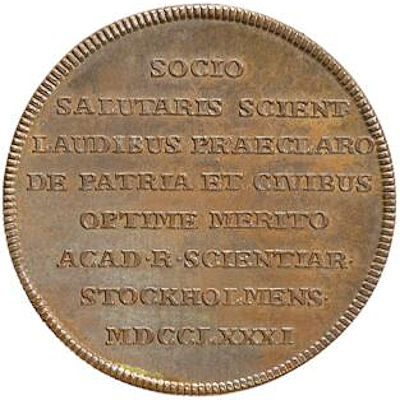 SOCIO
SALUTARIS SCIENT
LAUDIBUS PRAECLARO
DE PATRIA ET CIVIBUS
OPTIME MERITO
ACAD·R·SCIENTIAR·
STOCKHOLMENS·
MDCCLXXXI